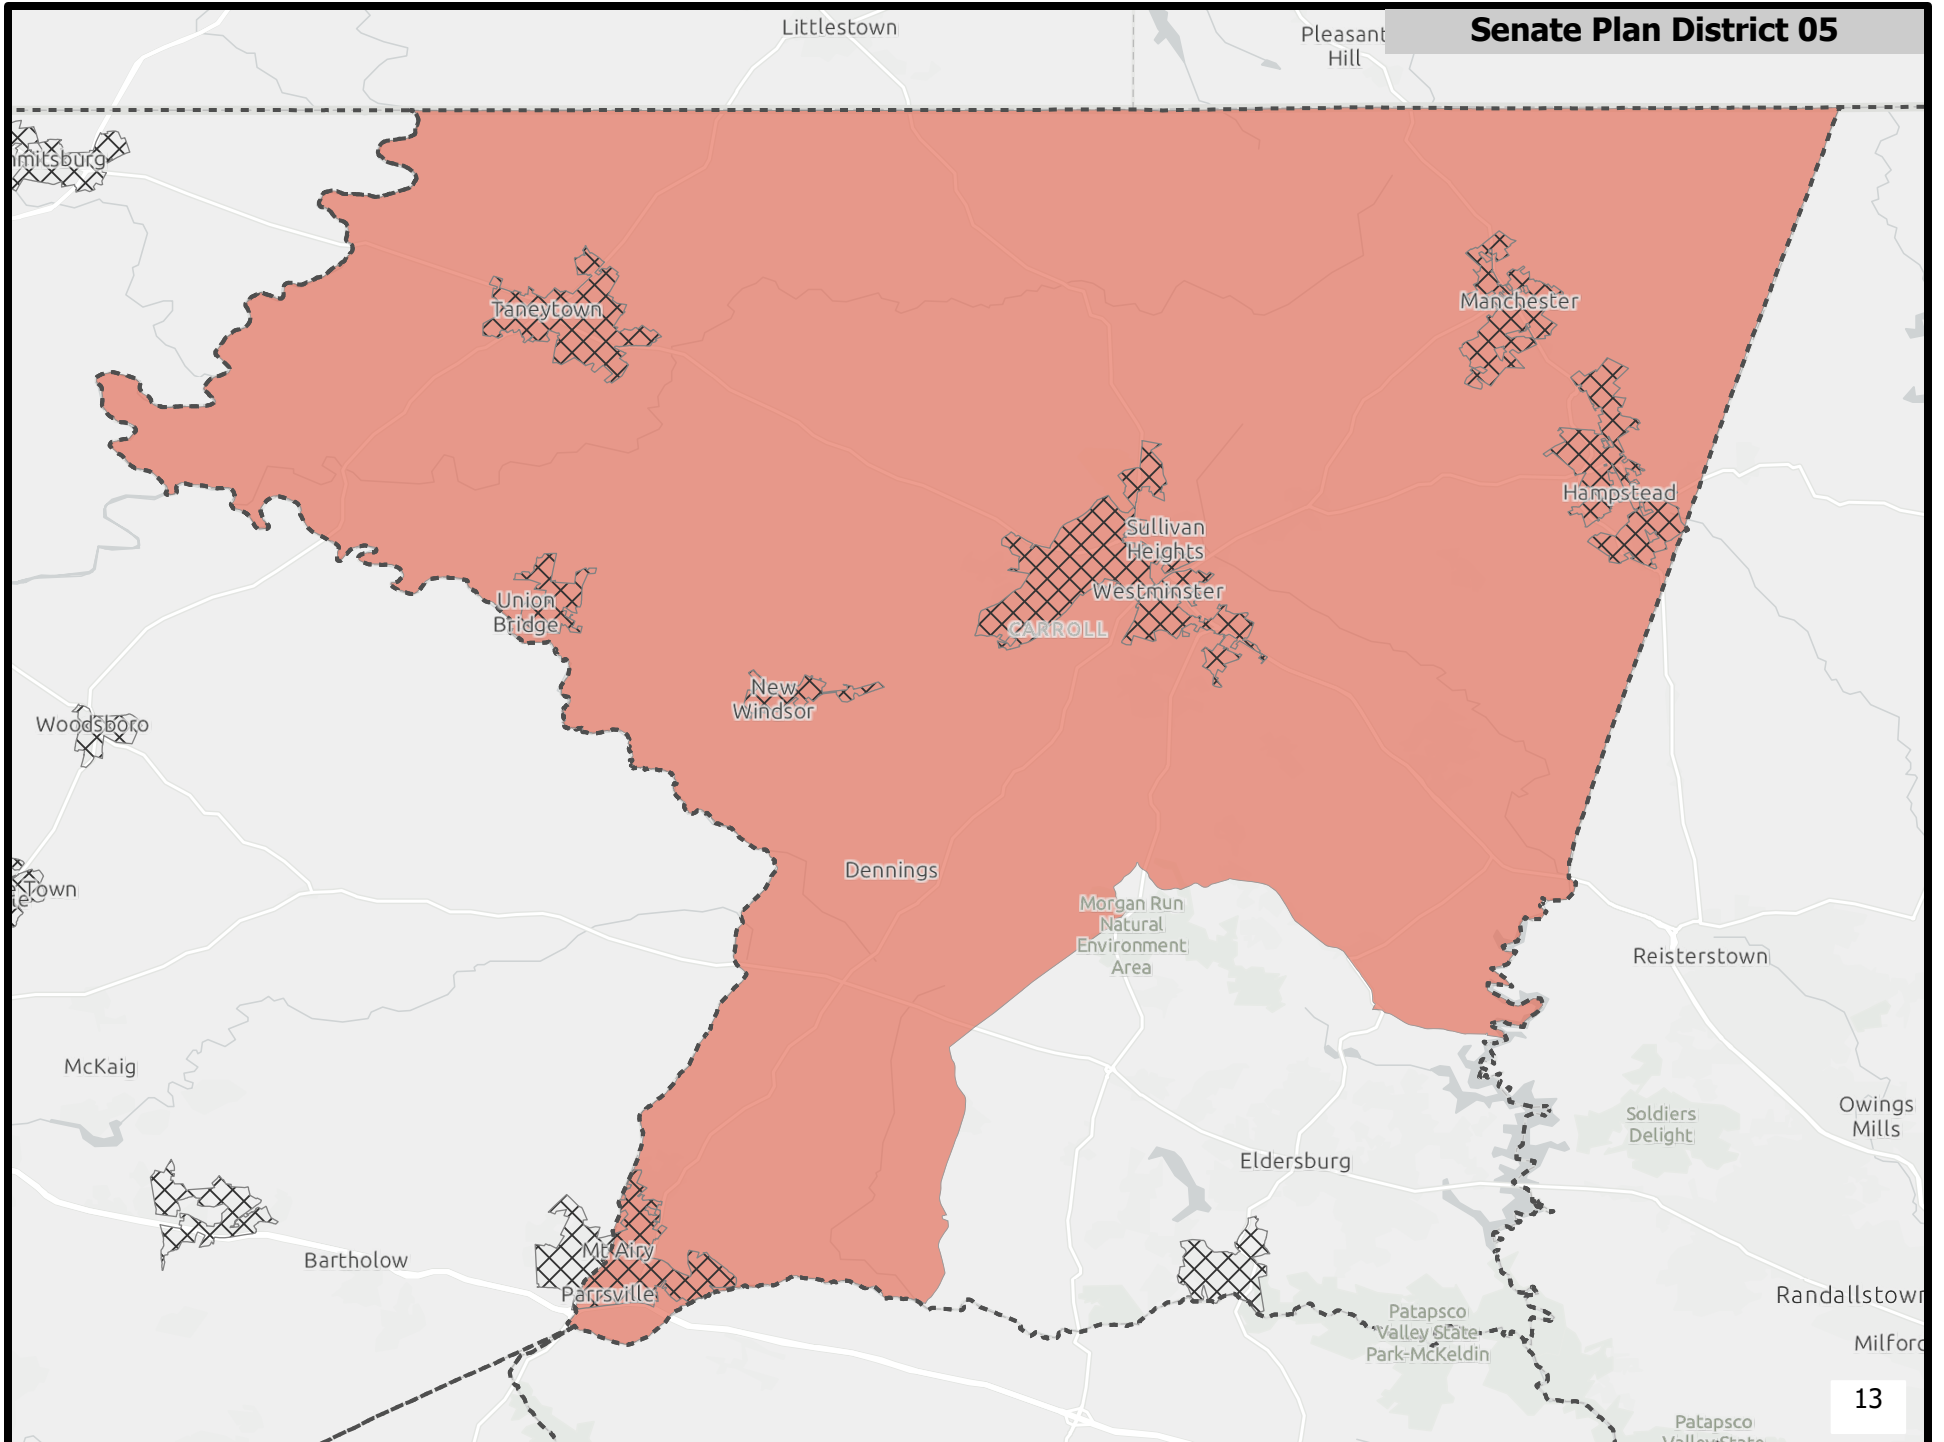 Senate Plan District 05
Littlestown
Pleasant
Hill
mitsburg
Taneytown
Manchester
Hampstead
Sullivan
Heights
Westminster
CARROLL
Union
Bridge
New
Windsor
Woodsboro
Dennings
Town
Morgan Run
Natural
Environment
Area
Reisterstown
McKaig
Soldiers
Delight
Owings
Mills
Eldersburg
Mt Airy
Bartholow
Parrsville
Randallstown
Patapsco
Valley State
Park-McKeldin
Milford
13
Patapsco
Valley State